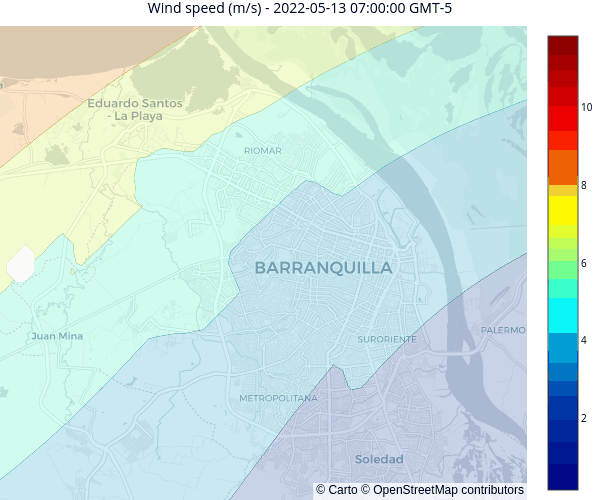 Wind speed (m/s) - 2022-05-13 07:00:00 GMT-5
Eduardo Santos
- La Playa
RIOMAR
BARRANQUILLA
Juan Mina
SURORIENTE
PALERMO
METROPOLITANA
Soledad
© Carto © OpenStreetMap contributors
10
8
6
4
2